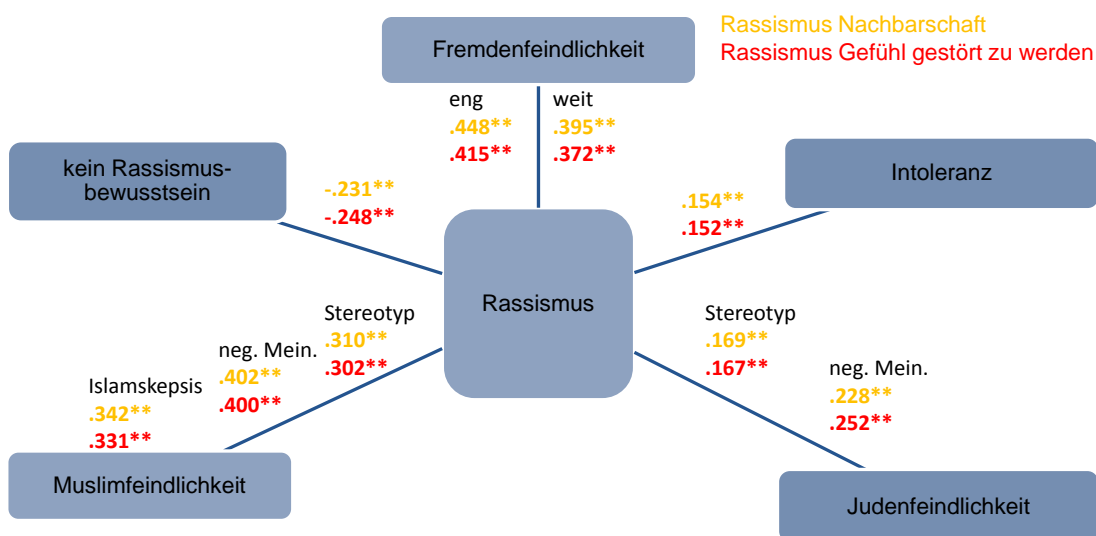 Rassismus Nachbarschaft
Rassismus Gefühl gestört zu werden
Fremdenfeindlichkeit
eng
.448**
.415**
weit
.395**
.372**
kein Rassismus-
bewusstsein
-.231**
-.248**
Intoleranz
.154**
.152**
Rassismus
Stereotyp
.310**
.302**
neg. Mein.
.402**
.400**
Islamskepsis
.342**
.331**
Muslimfeindlichkeit
Stereotyp
.169**
.167**
neg. Mein.
.228**
.252**
Judenfeindlichkeit